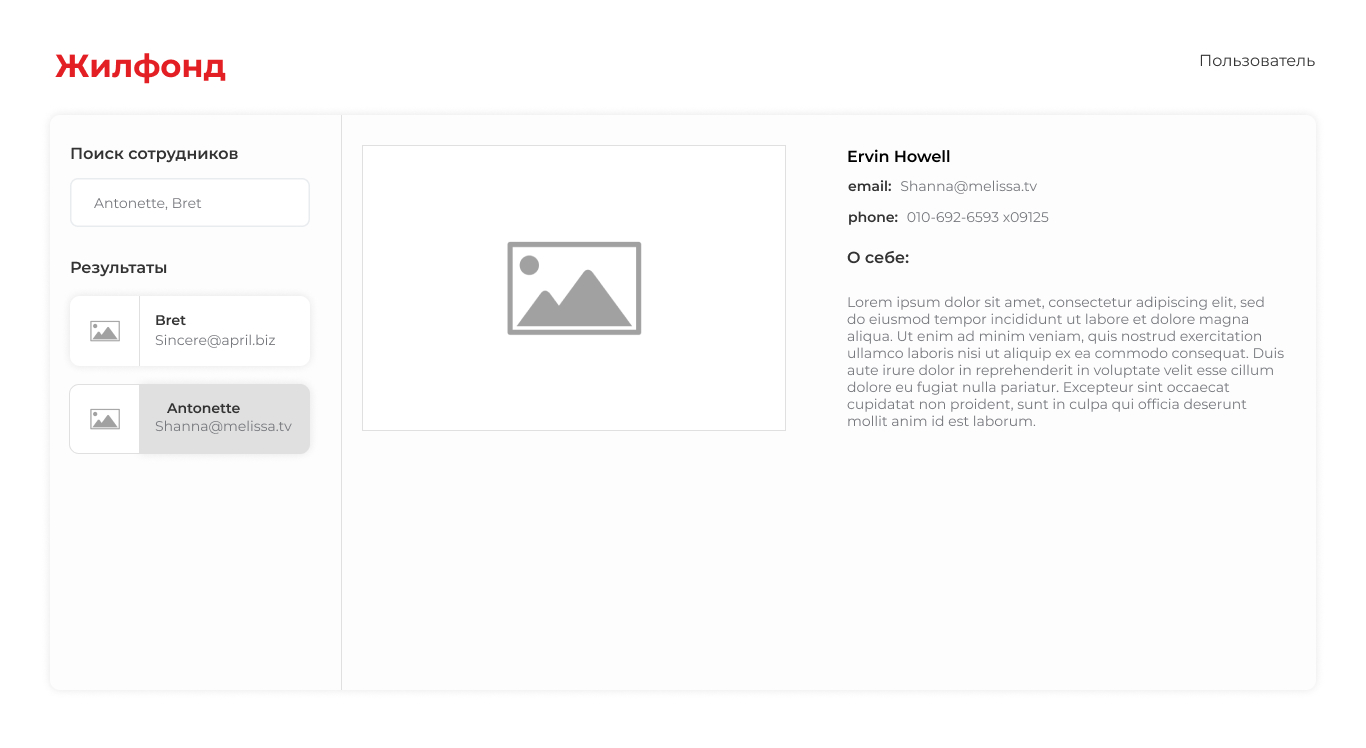 Жилфонд
Пользователь
Поиск сотрудников
Antonette, Bret
Результаты
Bret
Sincere@april.biz
Antonette
Shanna@melissa.tv
Ervin Howell
email: Shanna@melissa.tv
phone: 010-692-6593 x09125
О себе:
Lorem ipsum dolor sit amet, consectetur adipiscing elit, sed
do eiusmod tempor incididunt ut labore et dolore magna
aliqua. Ut enim ad minim veniam, quis nostrud exercitation
ullamco laboris nisi ut aliquip ex ea commodo consequat. Duis
aute irure dolor in reprehenderit in voluptate velit esse cillum
dolore eu fugiat nulla pariatur. Excepteur sint occaecat
cupidatat non proident, sunt in culpa qui officia deserunt
mollit anim id est laborum.